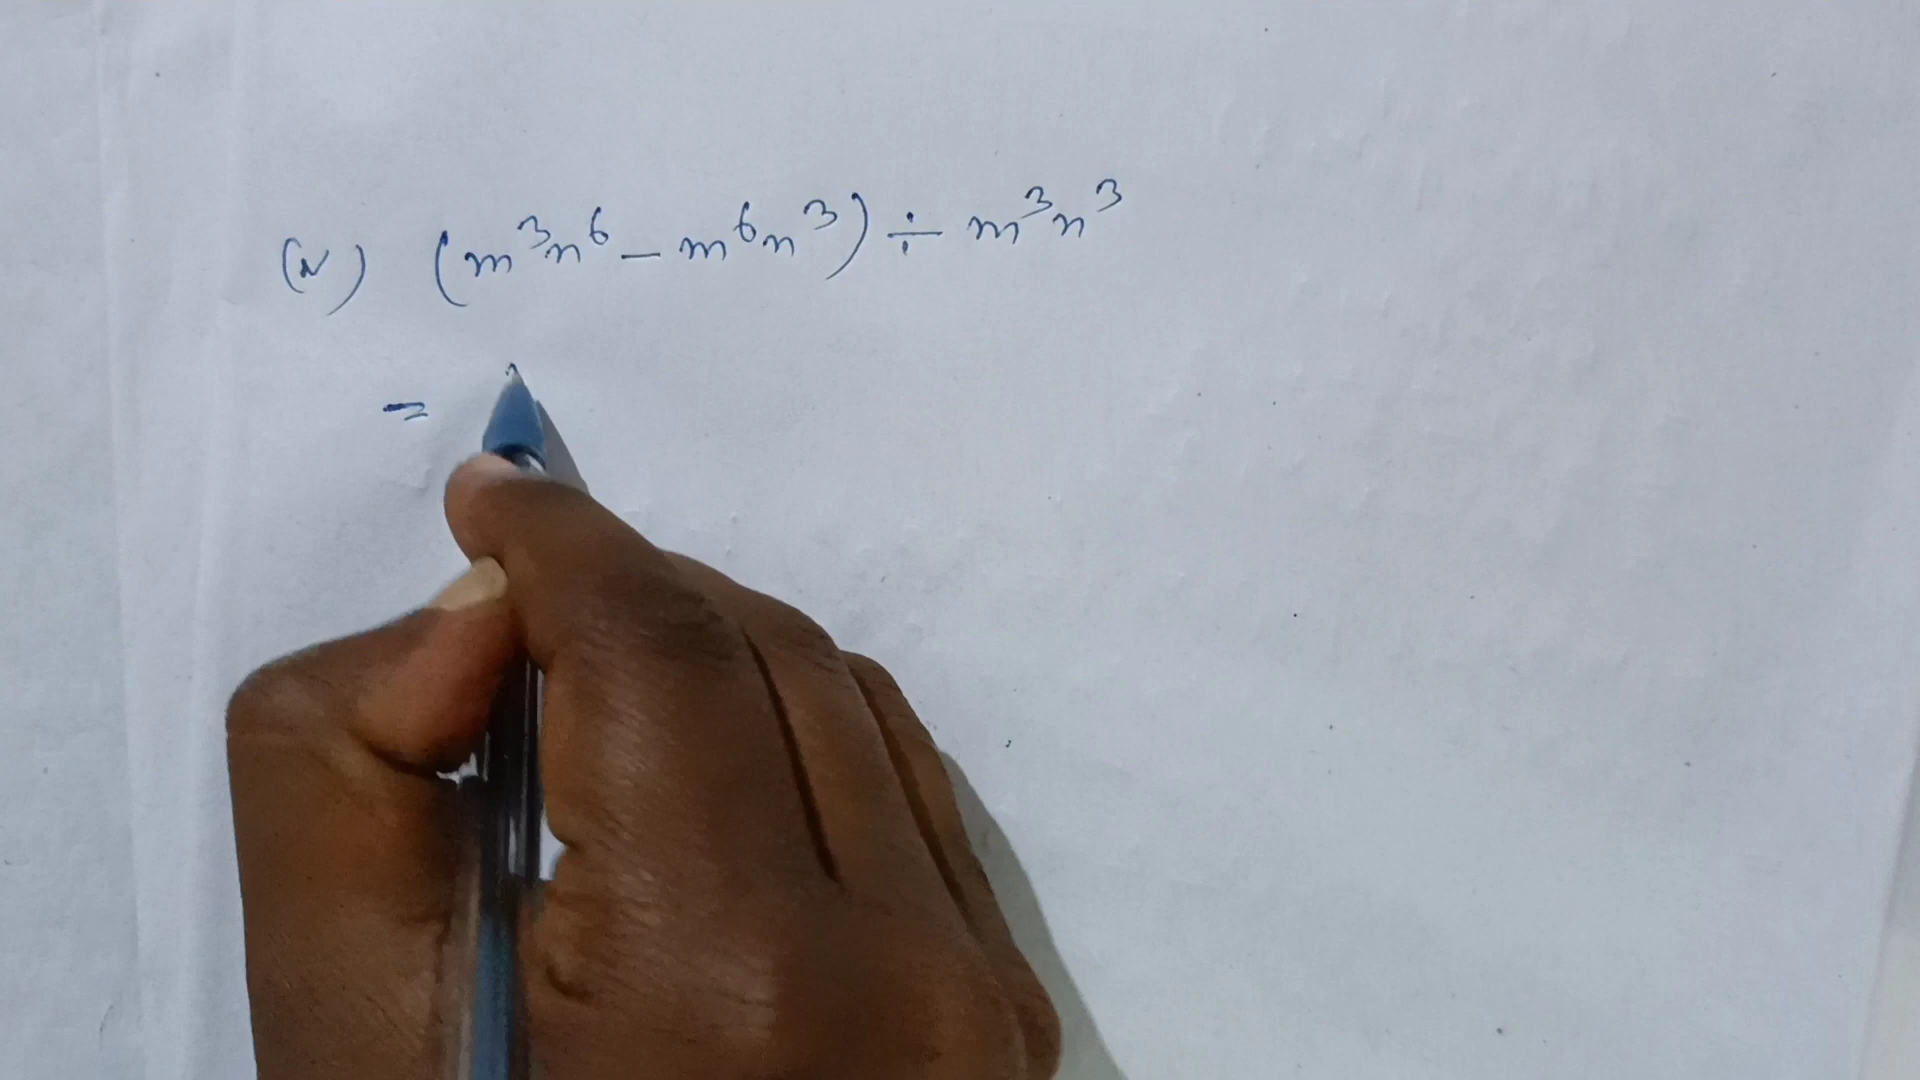 (v) (m³n⁶ – m⁶n³) ÷ m³n³
=